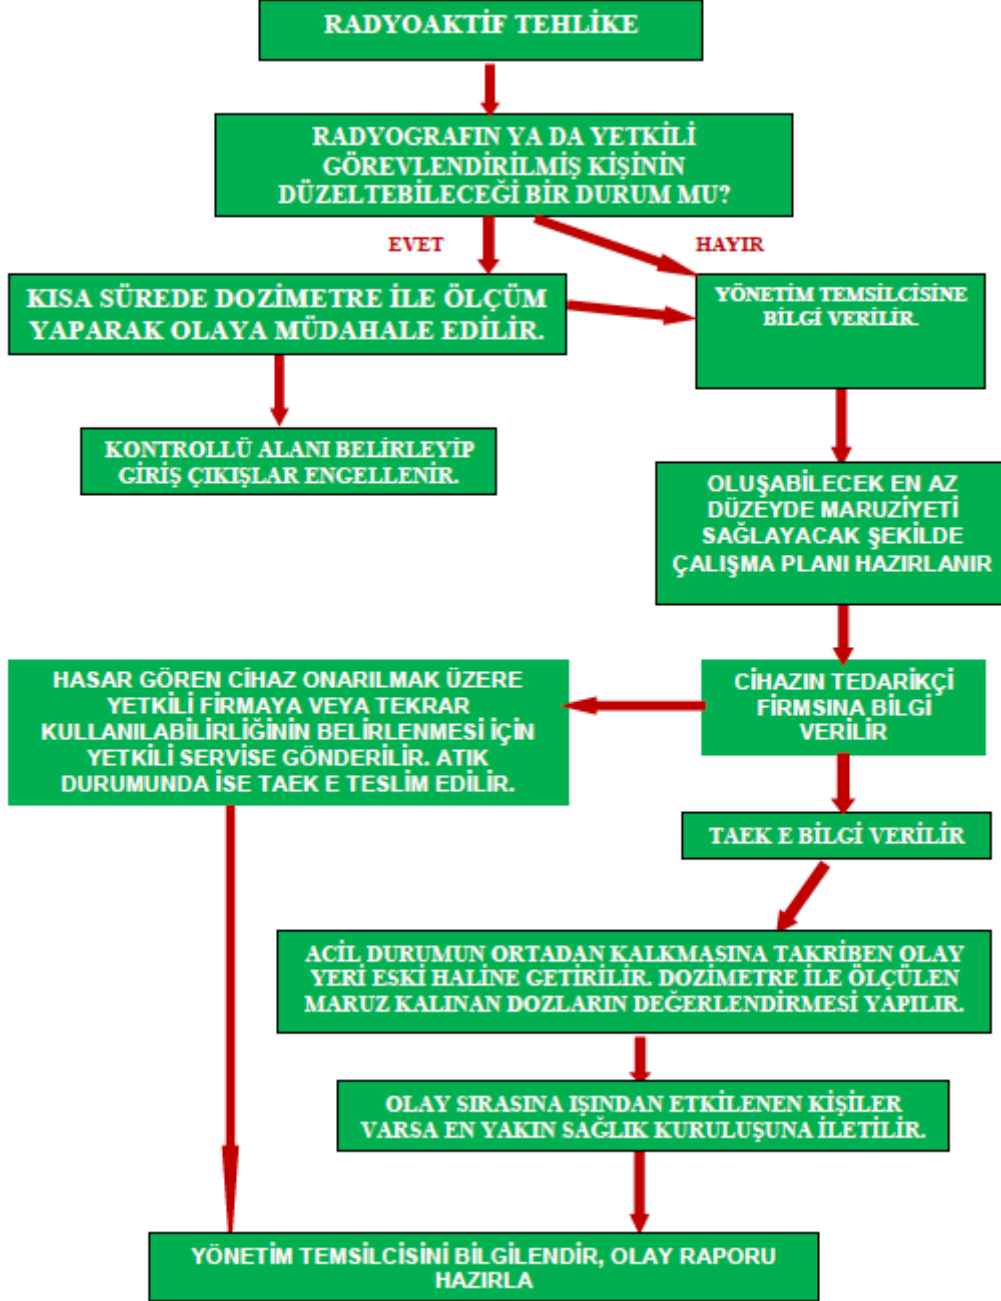 RADYOAKTİF TEHLİKE
RADYOGRAFIN YA DA YETKİLİ
GÖREVLENDİRİLMİŞ KİŞİNİN
DÜZELTEBİLECEĞİ BİR DURUM MU?
EVET
HAYIR
KISA SÜREDE DOZİMETRE İLE ÖLÇÜM
YAPARAK OLAYA MÜDAHALE EDİLİR.
YÖNETİM TEMSİLCİSİNE
BİLGİ VERİLİR.
KONTROLLÜ ALANI BELİRLEYİP
GİRİŞ ÇIKIŞLAR ENGELLENİR.
OLUŞABİLECEK EN AZ
DÜZEYDE MARUZİYETİ
SAĞLAYACAK ŞEKİLDE
ÇALIŞMA PLANI HAZIRLANIR
HASAR GÖREN CİHAZ ONARILMAK ÜZERE
YETKİLİ FİRMAYA VEYA TEKRAR
KULLANILABİLİRLİĞİNİN BELİRLENMESİ İÇİN
YETKİLİ SERVİSE GÖNDERİLİR. ATIK
DURUMUNDA İSE TAEK E TESLİM EDİLİR.
CİHAZIN TEDARİKÇİ
FİRMSINA BİLGİ
VERİLİR
TAEK E BİLGİ VERİLİR
ACİL DURUMUN ORTADAN KALKMASINA TAKRİBEN OLAY
YERİ ESKİ HALİNE GETİRİLİR. DOZİMETRE İLE ÖLÇÜLEN
MARUZ KALINAN DOZLARIN DEĞERLENDİRMESİ YAPILIR.
OLAY SIRASINA IŞINDAN ETKİLENEN KİŞİLER
VARSA EN YAKIN SAĞLIK KURULUŞUNA İLETİLİR.
YÖNETİM TEMSİLCİSİNİ BİLGİLENDİR, OLAY RAPORU
HAZIRLA